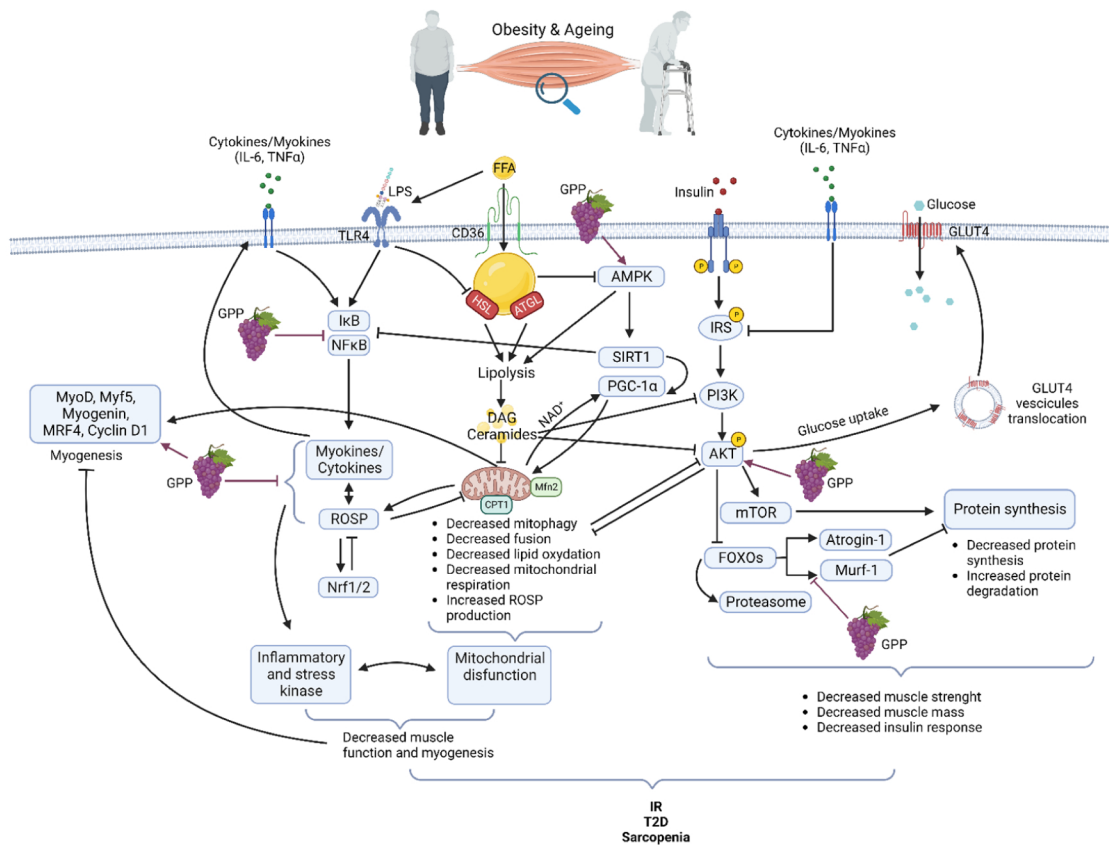 Obesity & Ageing
Cytokines/Myokines
(IL-6, TNFα)
LPS
TLR4
FFA
CD36
GPP
Insulin
Cytokines/Myokines
(IL-6, TNFα)
Glucose
GLUT4
HSL
ATGL
AMPK
P
P
GPP
IκB
NFκB
IRS
P
SIRT1
PGC-1α
Lipolysis
PI3K
GLUT4
vescicules
translocation
MyoD, Myf5,
Myogenin,
MRF4, Cyclin D1
Myogenesis
DAG
Ceramides
NAD+
AKT
P
Glucose uptake
GPP
Myokines/
Cytokines
Mfn2
CPT1
GPP
ROSP
mTOR
Protein synthesis
• Decreased mitophagy
• Decreased fusion
• Decreased lipid oxydation
• Decreased mitochondrial
respiration
• Increased ROSP
production
Nrf1/2
FOXOs
Atrogin-1
Murf-1
Proteasome
• Decreased protein
synthesis
• Increased protein
degradation
GPP
Inflammatory
and stress
kinase
Mitochondrial
disfunction
• Decreased muscle strenght
• Decreased muscle mass
• Decreased insulin response
Decreased muscle
function and myogenesis
IR
T2D
Sarcopenia